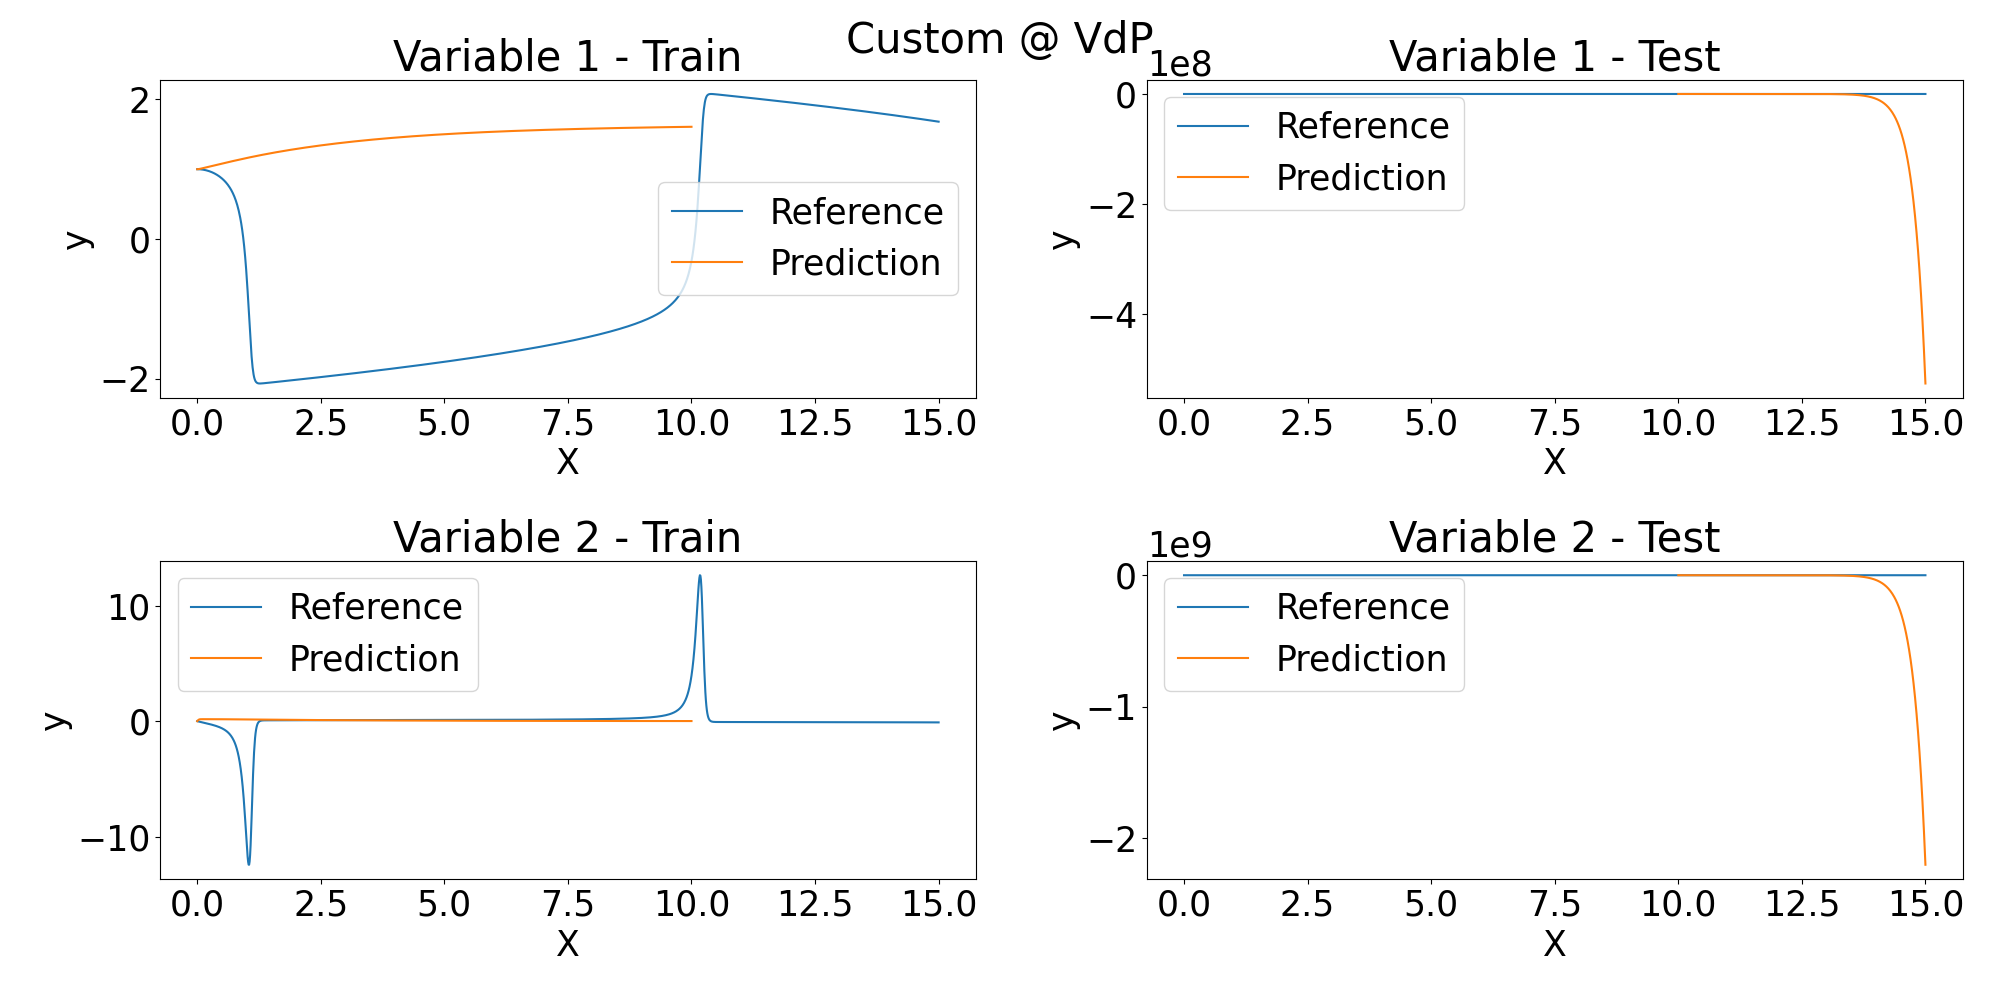 Custom @ VdP
Variable 1 - Train
2
0
−2
y
0.0 2.5 5.0 7.5 10.0 12.5 15.0
X
Reference
Prediction
Variable 1 - Test
1e8
0
−2
−4
y
0.0 2.5 5.0 7.5 10.0 12.5 15.0
X
Reference
Prediction
Variable 2 - Train
10
0
−10
y
0.0 2.5 5.0 7.5 10.0 12.5 15.0
X
Reference
Prediction
Variable 2 - Test
1e9
0
−1
−2
y
0.0 2.5 5.0 7.5 10.0 12.5 15.0
X
Reference
Prediction